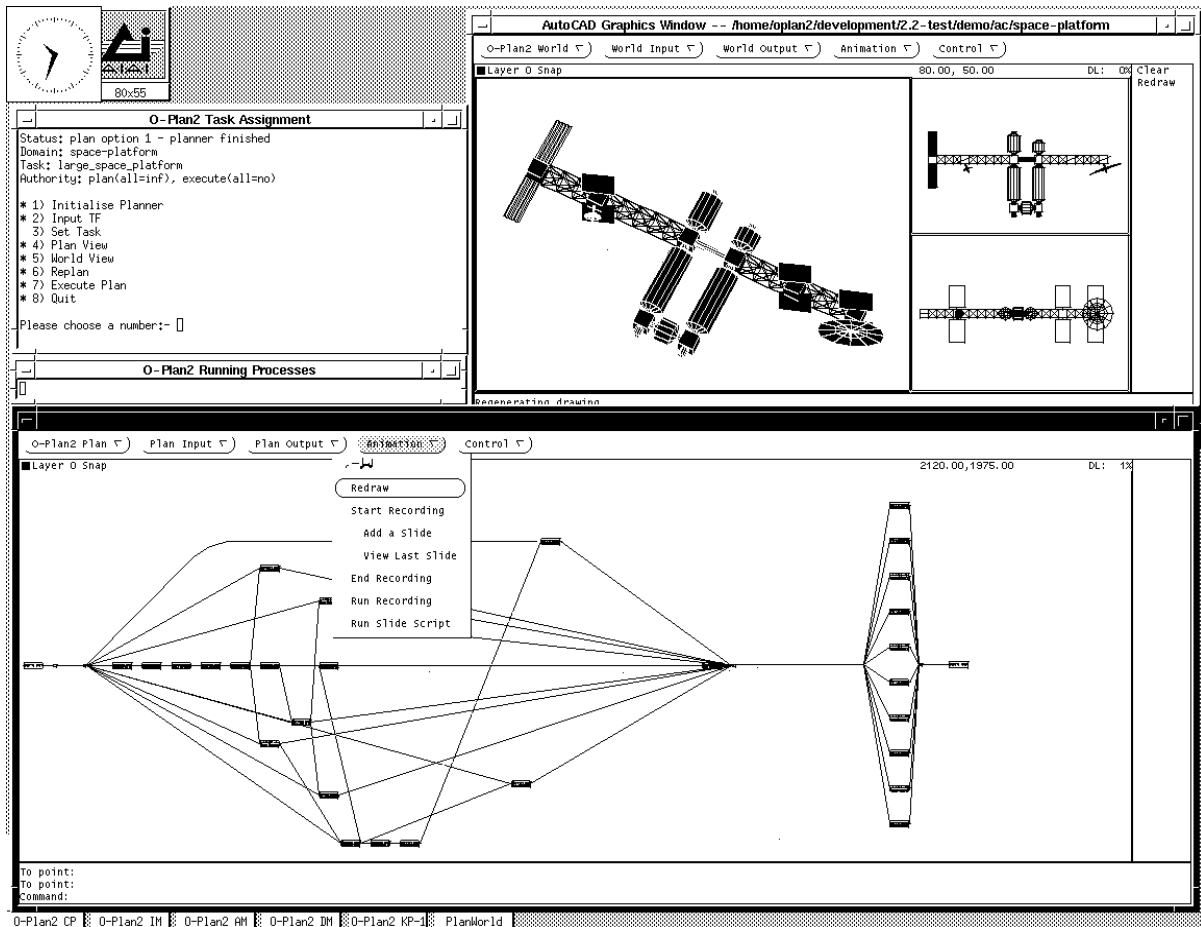 80x55
O-Plan2 Task Assignment
Status: plan option 1 - planner finished
Domain: space-platform
Task: large_space_platform
Authority: plan(all=inf), execute(all=no)
* 1) Initialise Planner
* 2) Input TF
3) Set Task
* 4) Plan View
* 5) World View
* 6) Replan
* 7) Execute Plan
* 8) Quit
Please choose a number:-
O-Plan2 Running Processes
AutoCAD Graphics Window -- /home/oplan2/development/2.2-test/demo/ac/space-platform
O-Plan2 World World Input World Output Animation Control
Layer 0 Snap 80.00, 50.00 DL: 0% Clear
Redraw
Regenerating drawing
O-Plan2 Plan Plan Input Plan Output Animation Control
Layer 0 Snap 2120.00,1975.00 DL: 1%
Redraw
Start Recording
Add a Slide
View Last Slide
End Recording
Run Recording
Run Slide Script
To point:
To point:
Command:
O-Plan2 CP O-Plan2 IM O-Plan2 AM O-Plan2 DM O-Plan2 KP-1 PlanWorld